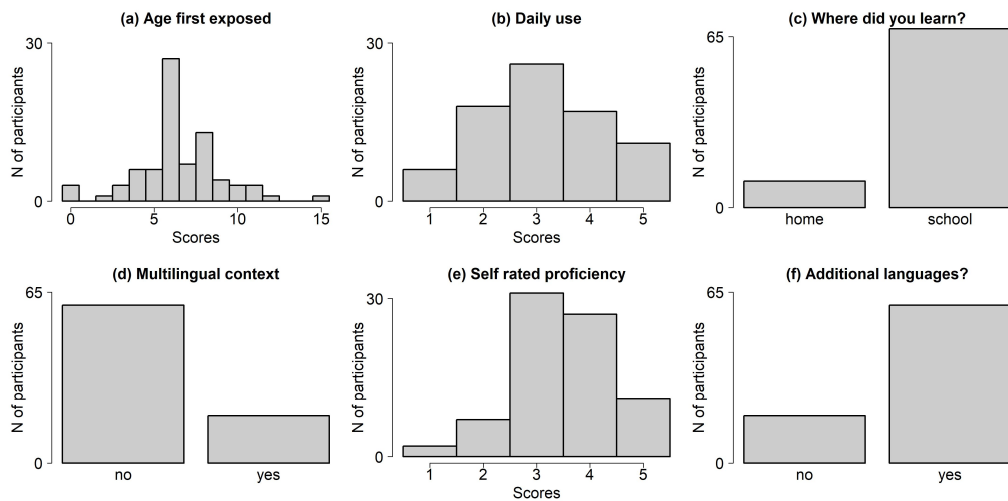 (a) Age first exposed
N of participants
30
0
0 5 10 15
Scores
(b) Daily use
N of participants
30
0
1 2 3 4 5
Scores
(c) Where did you learn?
N of participants
65
0
home school
(d) Multilingual context
N of participants
65
0
no yes
(e) Self rated proficiency
N of participants
30
0
1 2 3 4 5
Scores
(f) Additional languages?
N of participants
65
0
no yes